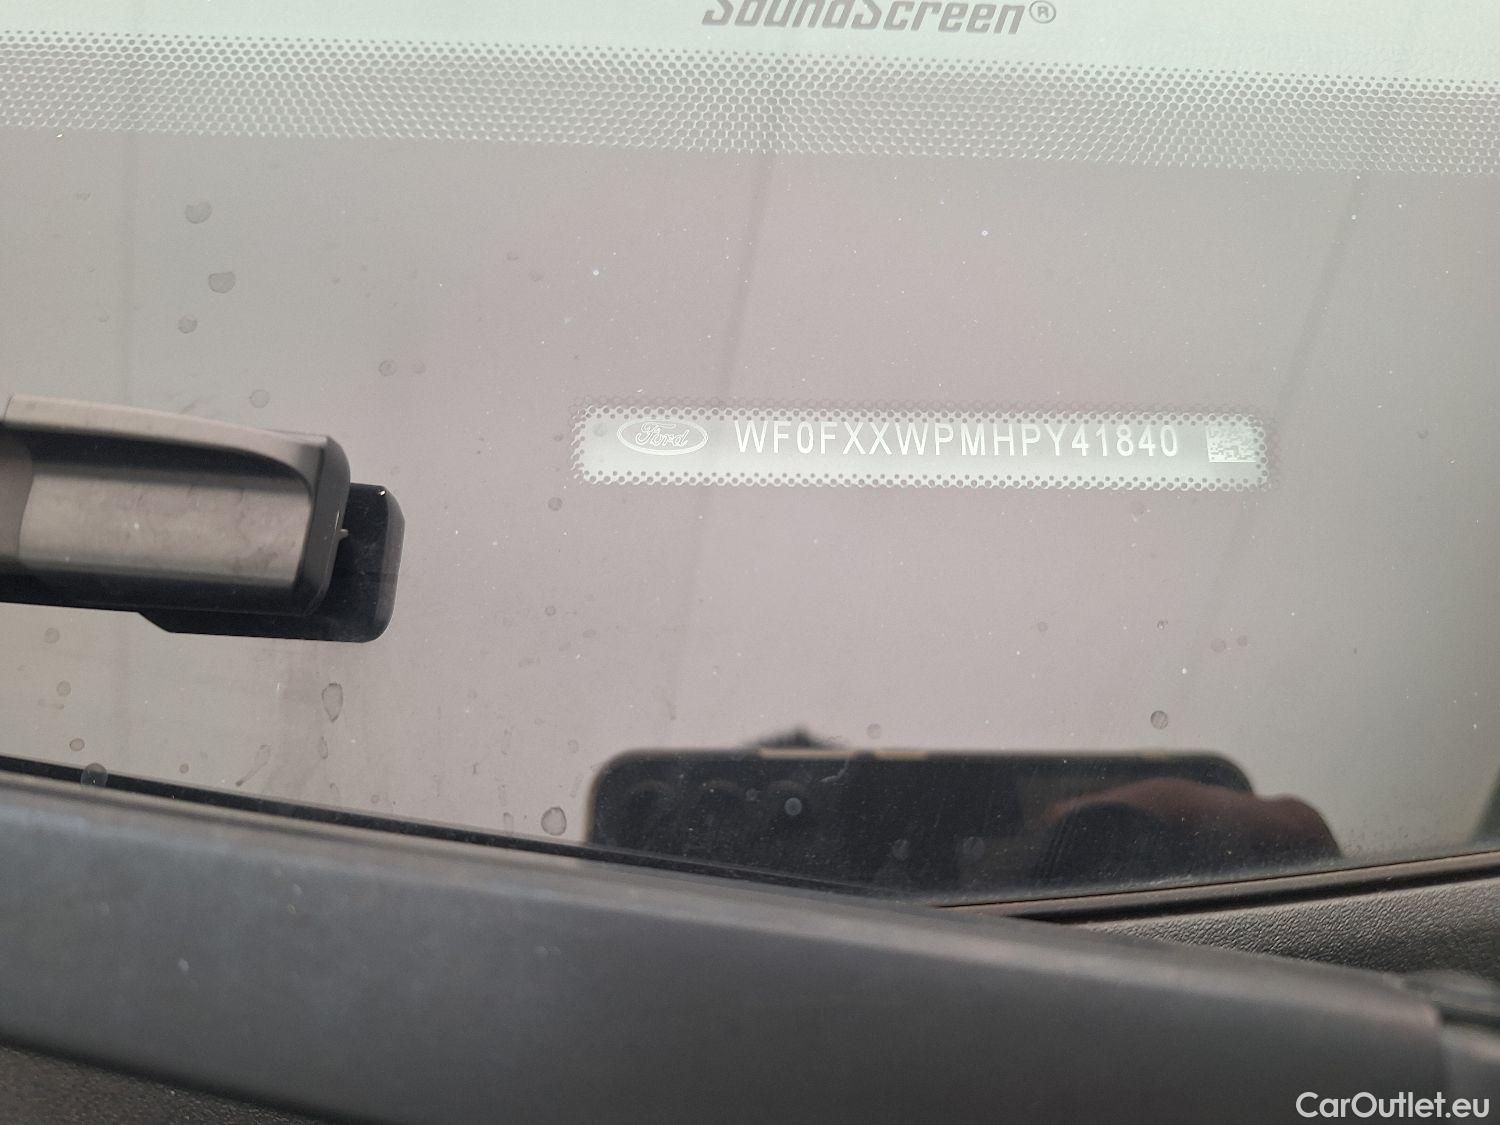 SoundScreen®
Ford WF0FXXWPMHPY41840
CarOutlet.eu